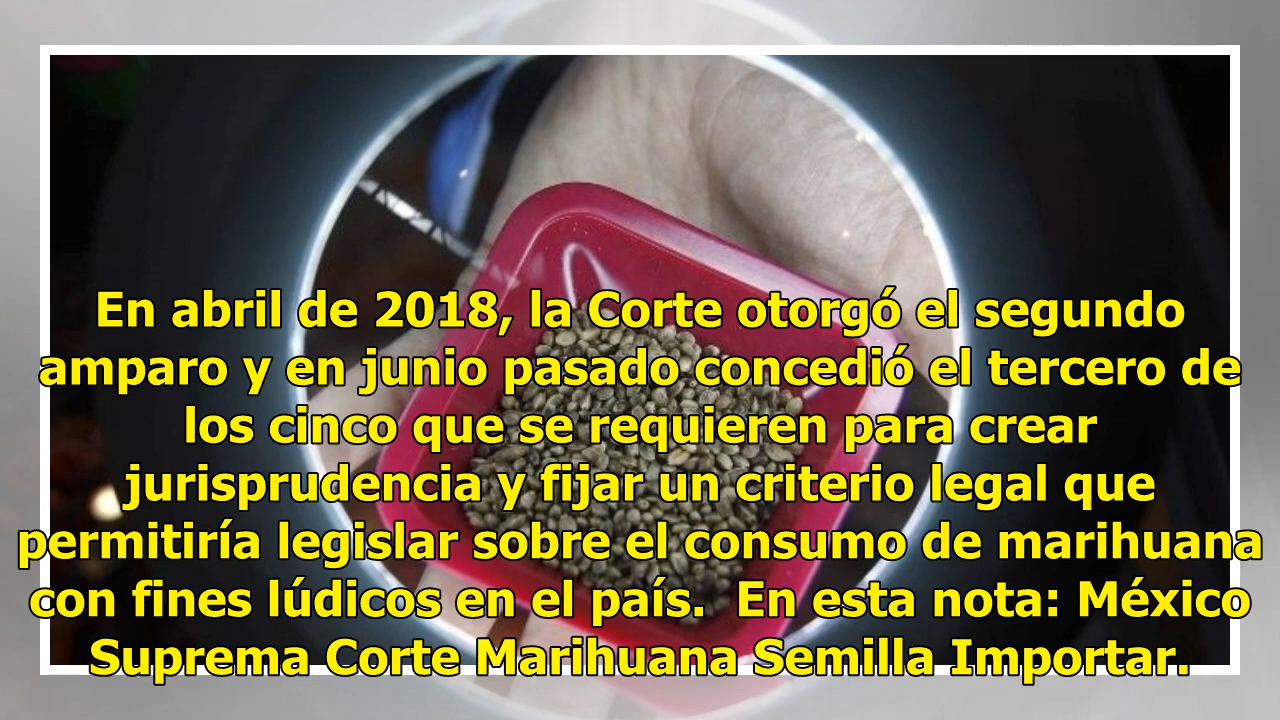 En abril de 2018, la Corte otorgó el segundo
amparo y en junio pasado concedió el tercero de
los cinco que se requieren para crear
jurisprudencia y fijar un criterio legal que
permitiría legislar sobre el consumo de marihuana
con fines lúdicos en el país.  En esta nota: México
Suprema Corte Marihuana Semilla Importar.